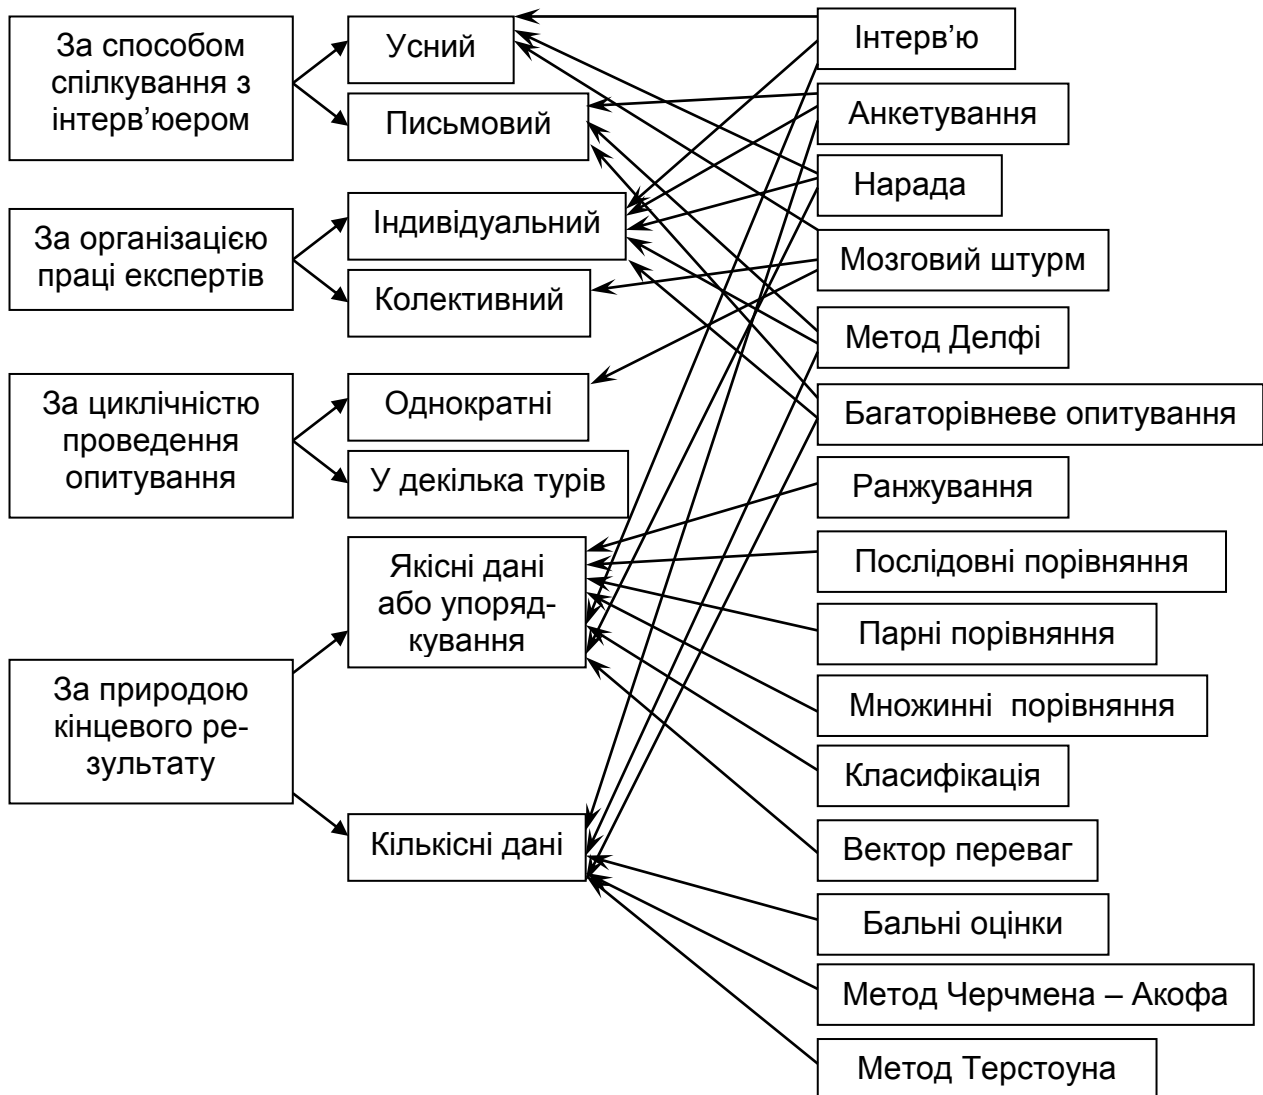 За способом
спілкування з
інтерв’юером
За організацією
праці експертів
За циклічністю
проведення
опитування
За природою
кінцевого ре-
зультату
Усний
Письмовий
Індивідуальний
Колективний
Однократні
У декілька турів
Якісні дані
або упоряд-
кування
Кількісні дані
Інтерв’ю
Анкетування
Нарада
Мозговий штурм
Метод Делфі
Багаторівневе опитування
Ранжування
Послідовні порівняння
Парні порівняння
Множинні порівняння
Класифікація
Вектор переваг
Бальні оцінки
Метод Черчмена – Акофа
Метод Терстоуна